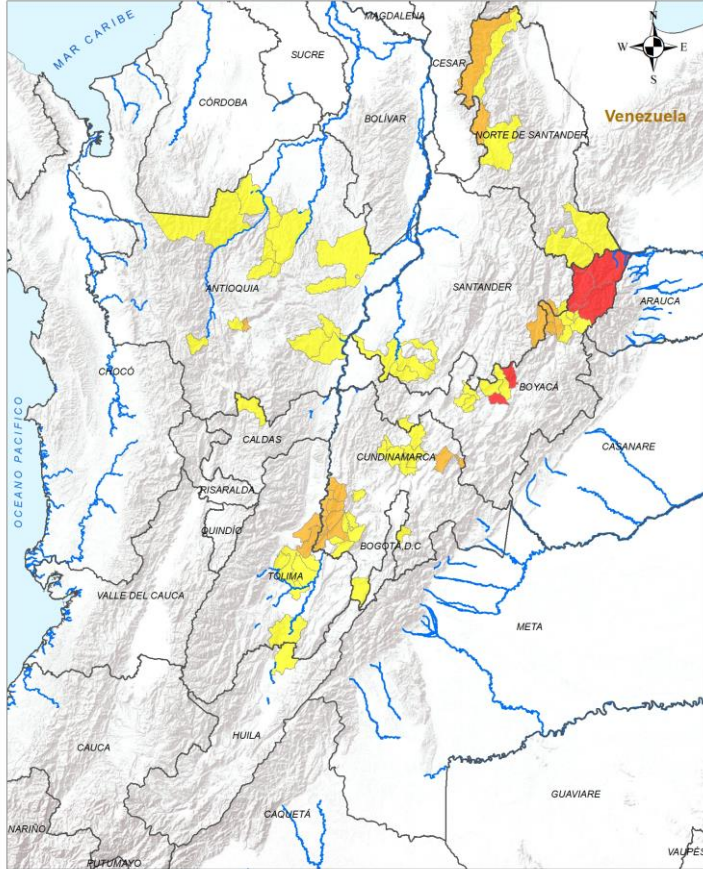 MAGDALENA
N
W E
S
MAR CARIBE
SUCRE
CESAR
CÓRDOBA
BOLÍVAR
Venezuela
NORTE DE SANTANDER
ANTIOQUIA
SANTANDER
ARAUCA
CHOCÓ
BOYACÁ
OCEANO PACÍFICO
CALDAS
CUNDINAMARCA
CASANARE
RISARALDA
QUINDÍO
BOGOTÁ D.C
TOLIMA
VALLE DEL CAUCA
META
HUILA
CAUCA
GUAVIARE
CAQUETÁ
NARIÑO
PUTUMAYO
VAUPÉS